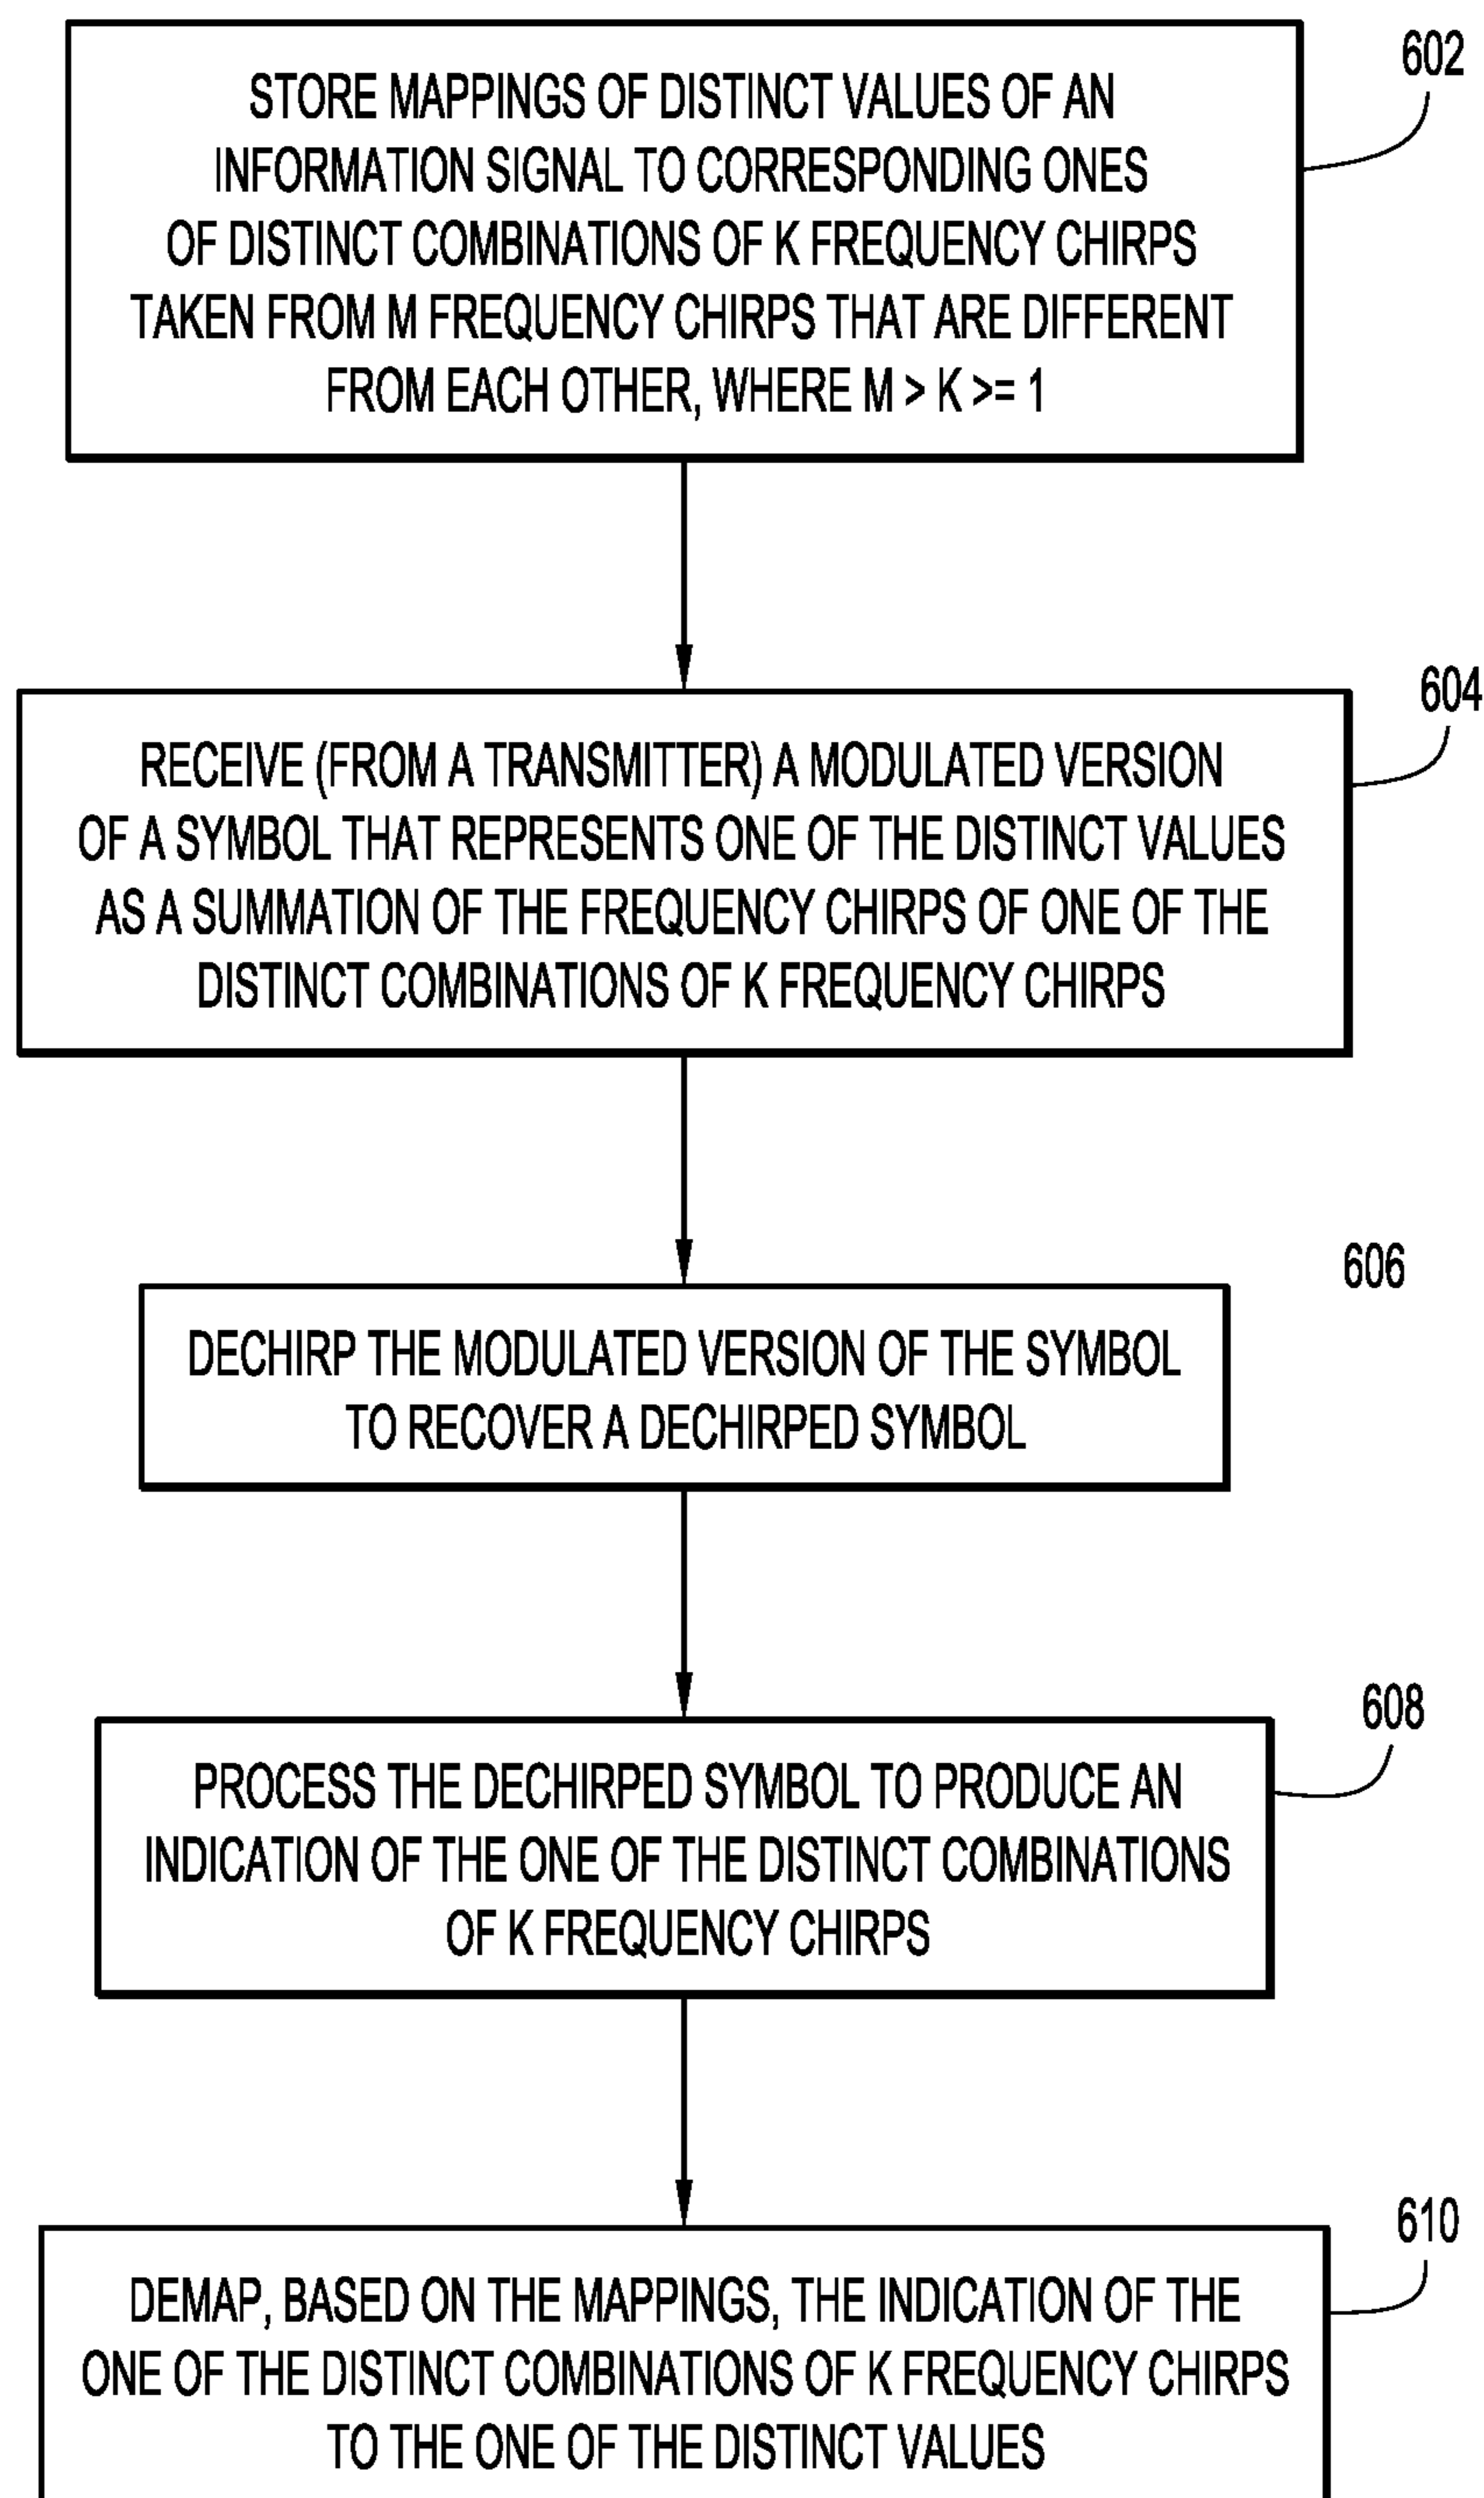 602
STORE MAPPINGS OF DISTINCT VALUES OF AN
INFORMATION SIGNAL TO CORRESPONDING ONES
OF DISTINCT COMBINATIONS OF K FREQUENCY CHIRPS
TAKEN FROM M FREQUENCY CHIRPS THAT ARE DIFFERENT
FROM EACH OTHER, WHERE M > K >= 1
604
RECEIVE (FROM A TRANSMITTER) A MODULATED VERSION
OF A SYMBOL THAT REPRESENTS ONE OF THE DISTINCT VALUES
AS A SUMMATION OF THE FREQUENCY CHIRPS OF ONE OF THE
DISTINCT COMBINATIONS OF K FREQUENCY CHIRPS
606
DECHIRP THE MODULATED VERSION OF THE SYMBOL
TO RECOVER A DECHIRPED SYMBOL
608
PROCESS THE DECHIRPED SYMBOL TO PRODUCE AN
INDICATION OF THE ONE OF THE DISTINCT COMBINATIONS
OF K FREQUENCY CHIRPS
610
DEMAP, BASED ON THE MAPPINGS, THE INDICATION OF THE
ONE OF THE DISTINCT COMBINATIONS OF K FREQUENCY CHIRPS
TO THE ONE OF THE DISTINCT VALUES